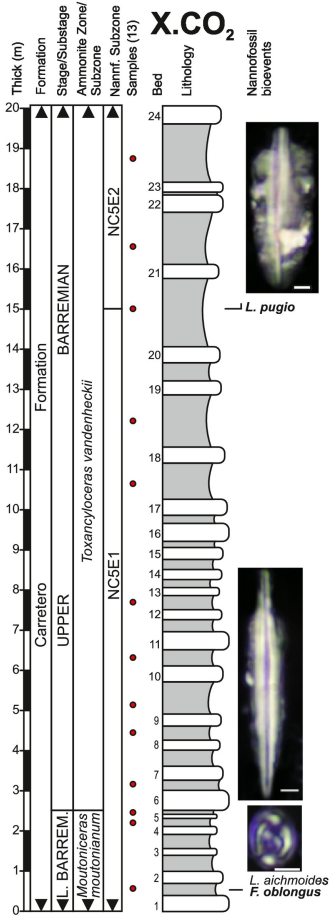 X.CO₂
Thick (m)
Formation
Stage/Substage
Ammonite Zone/
Subzone
Nannf. Subzone
Samples (13)
Bed
Lithology
Nannofossil
bioevents
20
19
18
17
16
15
14
13
12
11
10
9
8
7
6
5
4
3
2
1
0
Carretero Formation
UPPER BARREMIAN
L. BARREM.
Toxancyloceras vandenheckii
Moutoniceras
moutonianum
NC5E2
NC5E1
24
23
22
21
20
19
18
17
16
15
14
13
12
11
10
9
8
7
6
5
4
3
2
1
L. pugio
L. aichmoides
F. oblongus